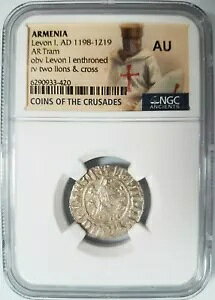 ARMENIA
Levon I, AD 1198-1219
AR Tram
obv Levon I enthroned
rv two lions & cross
6290933-420
AU
COINS OF THE CRUSADES
NGC
ANCIENTS